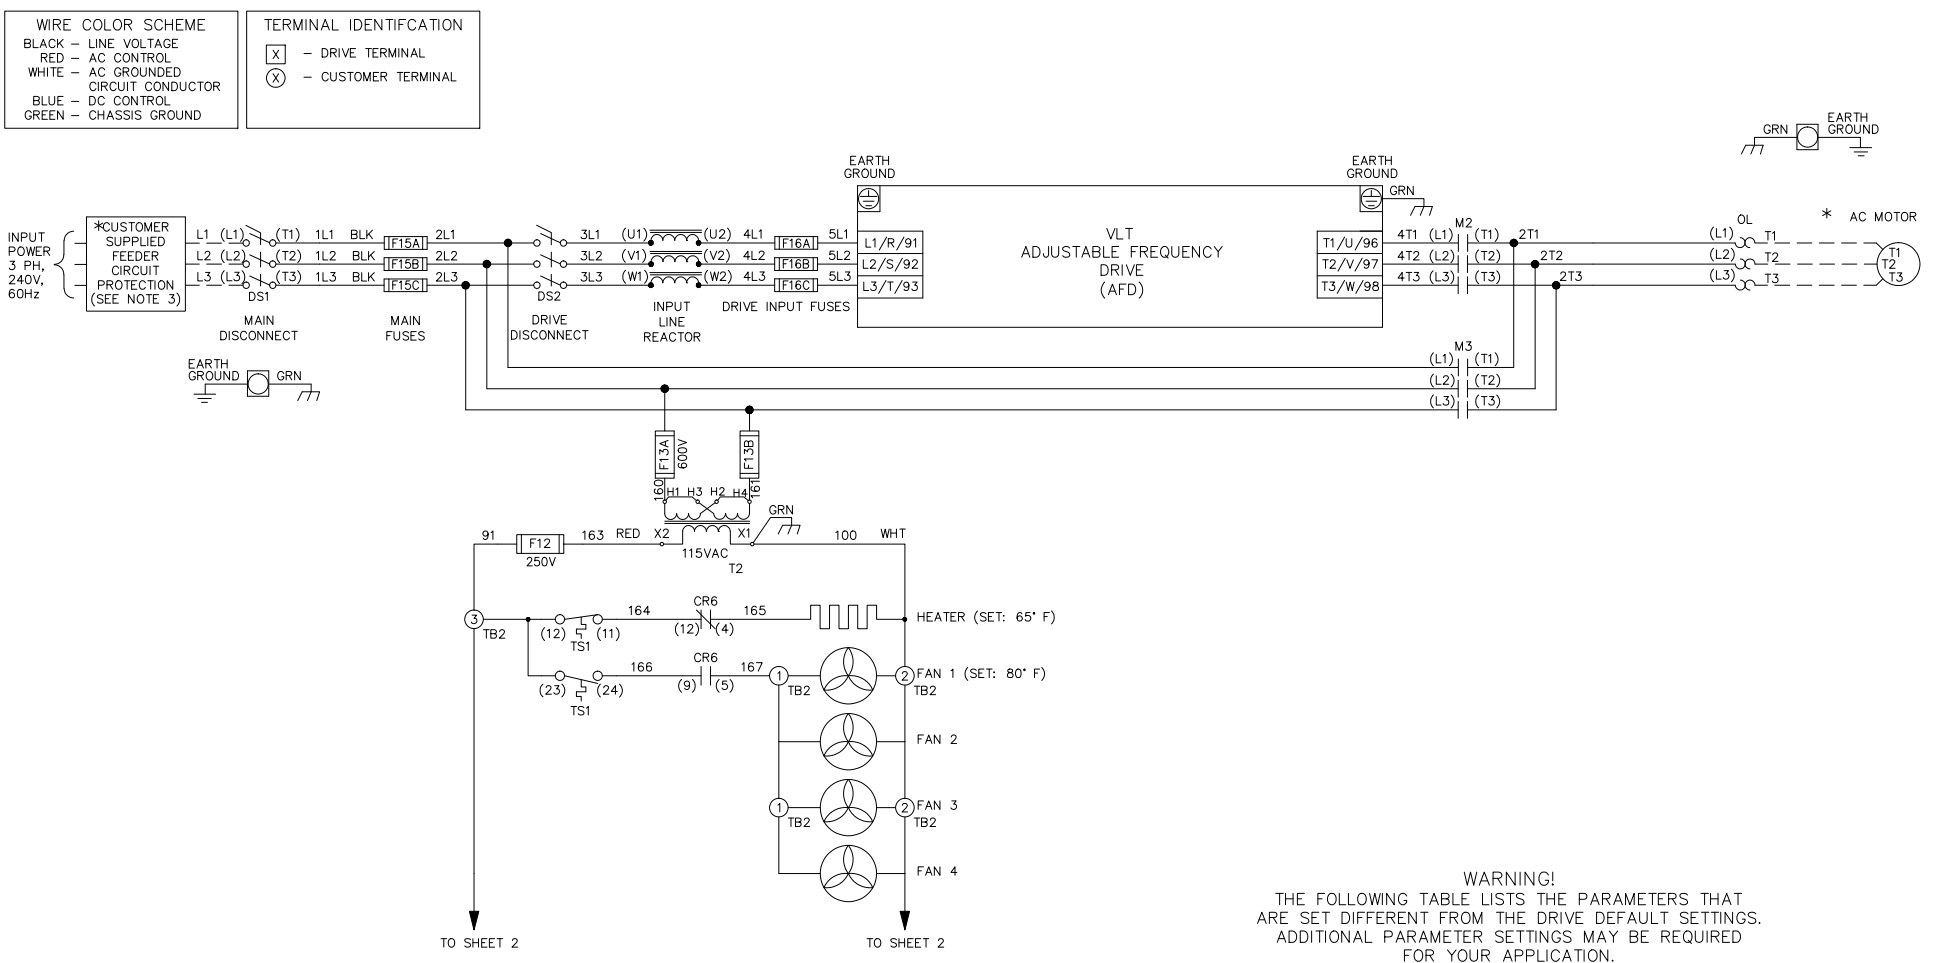 WIRE COLOR SCHEME
BLACK – LINE VOLTAGE
RED – AC CONTROL
WHITE – AC GROUNDED
CIRCUIT CONDUCTOR
BLUE – DC CONTROL
GREEN – CHASSIS GROUND
TERMINAL IDENTIFCATION
X – DRIVE TERMINAL
X – CUSTOMER TERMINAL
GRN
EARTH
GROUND
EARTH
GROUND
EARTH
GROUND
GRN
INPUT
POWER
3 PH,
240V,
60Hz
*CUSTOMER
SUPPLIED
FEEDER
CIRCUIT
PROTECTION
(SEE NOTE 3)
L1 (L1) (T1) 1L1 BLK F15A 2L1 3L1 (U1) (U2) 4L1 F16A 5L1 L1/R/91
L2 (L2) (T2) 1L2 BLK F15B 2L2 3L2 (V1) (V2) 4L2 F16B 5L2 L2/S/92
L3 (L3) (T3) 1L3 BLK F15C 2L3 3L3 (W1) (W2) 4L3 F16C 5L3 L3/T/93
DS1
MAIN
DISCONNECT
MAIN
FUSES
DS2
DRIVE
DISCONNECT
INPUT
LINE
REACTOR
DRIVE INPUT FUSES
VLT
ADJUSTABLE FREQUENCY
DRIVE
(AFD)
M2
OL
* AC MOTOR
T1/U/96 4T1 (L1) (T1) 2T1 (L1) T1
T2/V/97 4T2 (L2) (T2) 2T2 (L2) T2
T3/W/98 4T3 (L3) (T3) 2T3 (L3) T3
T1
T2
T3
M3
(L1) (T1)
(L2) (T2)
(L3) (T3)
EARTH
GROUND
GRN
F13A
600V
F13B
160
161
H1 H3 H2 H4
GRN
91 F12 163 RED X2 X1 100 WHT
250V
115VAC
T2
3
TB2
(12) (11)
TS1
164
CR6
(12) (4)
165
HEATER (SET: 65° F)
(23) (24)
TS1
166
CR6
(9) (5)
167
1
TB2
2
TB2
FAN 1 (SET: 80° F)
FAN 2
1
TB2
2
TB2
FAN 3
FAN 4
TO SHEET 2
TO SHEET 2
WARNING!
THE FOLLOWING TABLE LISTS THE PARAMETERS THAT
ARE SET DIFFERENT FROM THE DRIVE DEFAULT SETTINGS.
ADDITIONAL PARAMETER SETTINGS MAY BE REQUIRED
FOR YOUR APPLICATION.